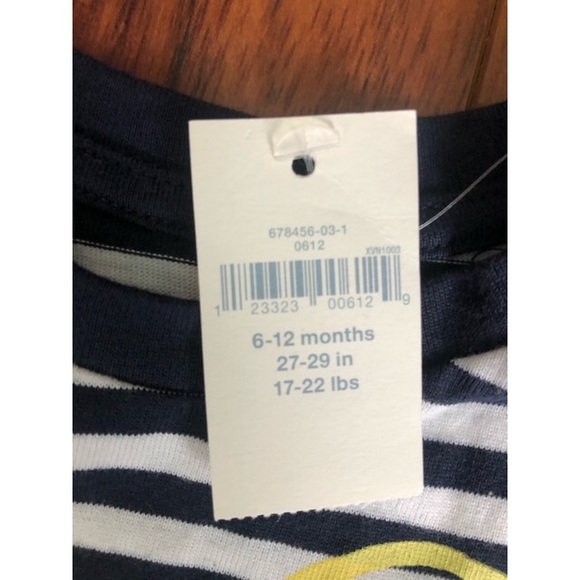 678456-03-1
0612
XVN1003
1 23323 00612 9
6-12 months
27-29 in
17-22 lbs